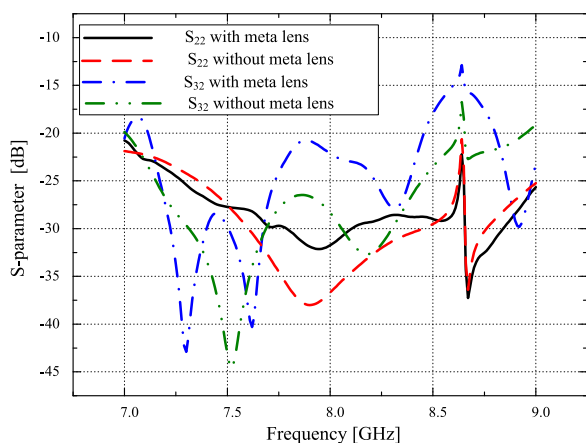 S-parameter [dB]
-10
-15
-20
-25
-30
-35
-40
-45
S₂₂ with meta lens
S₂₂ without meta lens
S₃₂ with meta lens
S₃₂ without meta lens
7.0 7.5 8.0 8.5 9.0
Frequency [GHz]